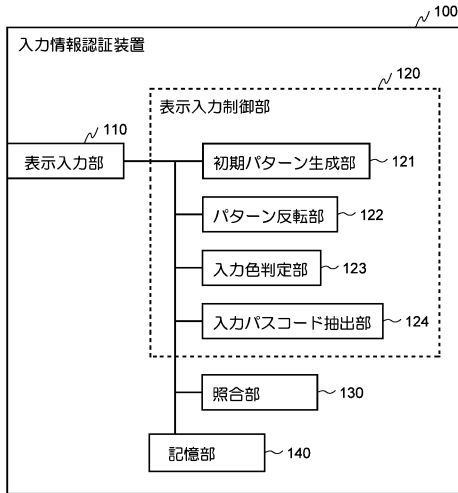 100
入力情報認証装置
120
表示入力制御部
110
表示入力部
初期パターン生成部
121
パターン反転部
122
入力色判定部
123
入力パスコード抽出部
124
照合部
130
記憶部
140